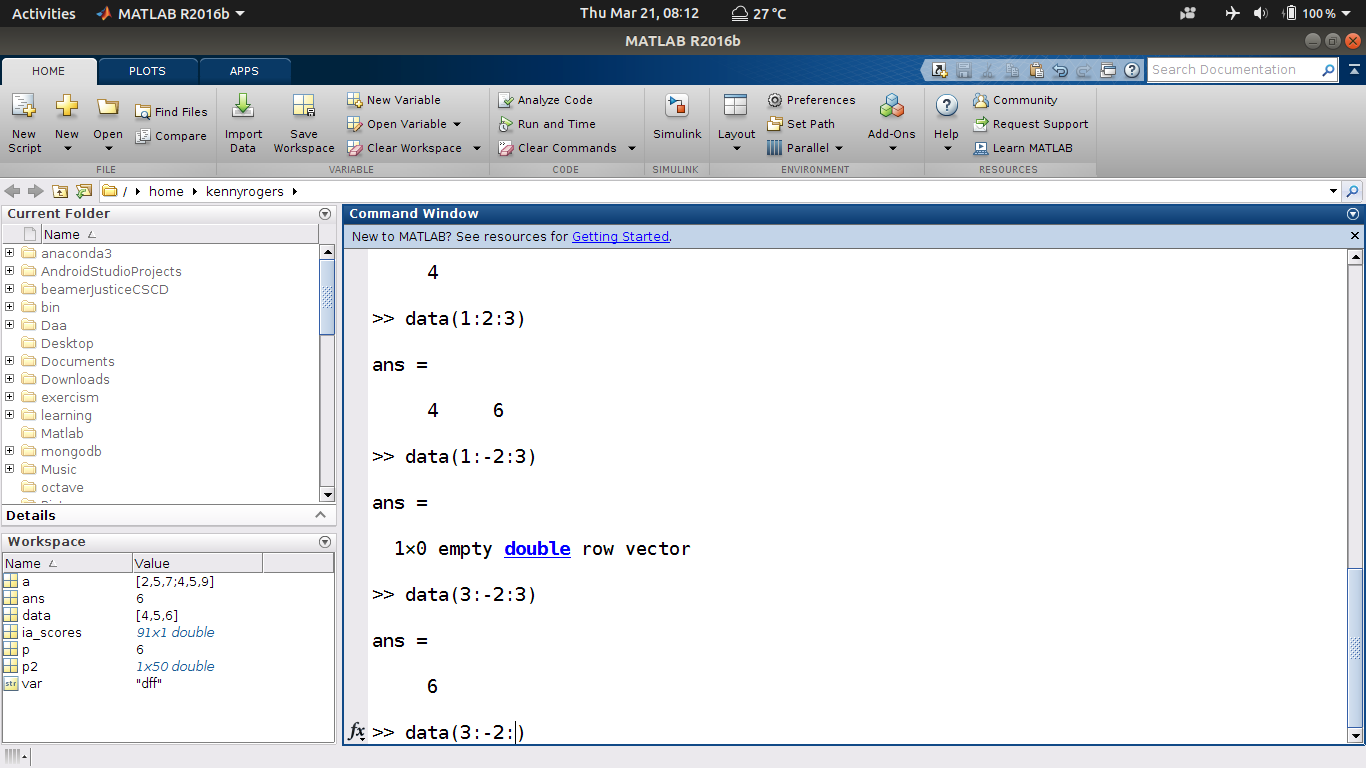 Activities MATLAB R2016b Thu Mar 21, 08:12 27 °C 100 %
MATLAB R2016b
HOME PLOTS APPS Search Documentation
New Script New Open Find Files Compare
FILE
Import Data Save Workspace New Variable Open Variable Clear Workspace
VARIABLE
Analyze Code Run and Time Clear Commands
CODE
Simulink
SIMULINK
Layout Preferences Set Path Parallel Add-Ons
ENVIRONMENT
Help Community Request Support Learn MATLAB
RESOURCES
/ home kennyrogers
Current Folder
Name
anaconda3
AndroidStudioProjects
beamerJusticeCSCD
bin
Daa
Desktop
Documents
Downloads
exercism
learning
Matlab
mongodb
Music
octave
Details
Workspace
Name Value
a [2,5,7;4,5,9]
ans 6
data [4,5,6]
ia_scores 91x1 double
p 6
p2 1x50 double
str var "dff"
Command Window
New to MATLAB? See resources for Getting Started.
4
>> data(1:2:3)
ans =
4 6
>> data(1:-2:3)
ans =
1×0 empty double row vector
>> data(3:-2:3)
ans =
6
fx >> data(3:-2:)